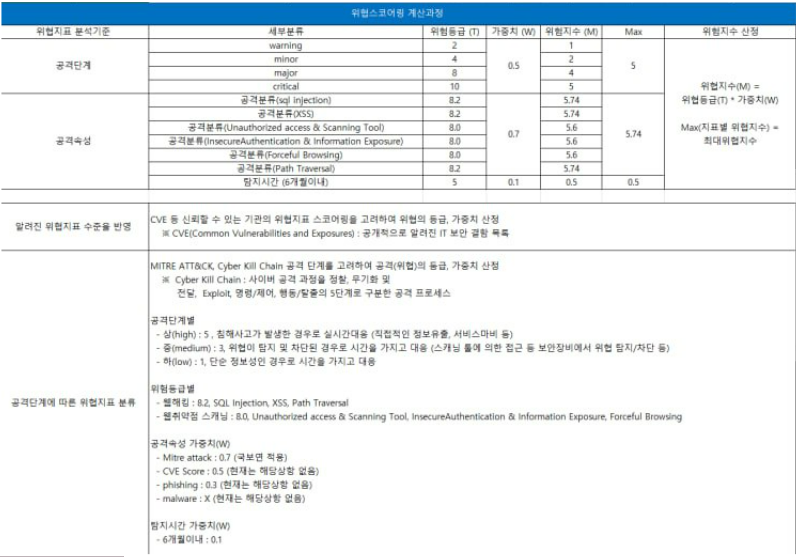 위협스코어링 계산과정
위협지표 분석기준 세부분류 위험등급 (T) 가중치 (W) 위험지수 (M) Max 위험지수 산정
공격단계
warning 2 1
minor 4 2
major 8 4
critical 10 5
0.5
5
공격속성
공격분류(sql injection) 8.2 5.74
공격분류(XSS) 8.2 5.74
공격분류(Unauthorized access & Scanning Tool) 8.0 5.6
공격분류(InsecureAuthentication & Information Exposure) 8.0 5.6
공격분류(Forceful Browsing) 8.0 5.6
공격분류(Path Traversal) 8.2 5.74
0.7
5.74
탐지시간 (6개월이내) 5 0.1 0.5 0.5
위협지수(M) =
위협등급(T) * 가중치(W)
Max(지표별 위협지수) =
최대위협지수
알려진 위협지표 수준을 반영
CVE 등 신뢰할 수 있는 기관의 위협지표 스코어링을 고려하여 위협의 등급, 가중치 산정
※ CVE(Common Vulnerabilities and Exposures) : 공개적으로 알려진 IT 보안 결함 목록
공격단계에 따른 위협지표 분류
MITRE ATT&CK, Cyber Kill Chain 공격 단계를 고려하여 공격(위협)의 등급, 가중치 산정
※ Cyber Kill Chain : 사이버 공격 과정을 정찰, 무기화 및
전달, Exploit, 명령/제어, 행동/탈출의 5단계로 구분한 공격 프로세스
공격단계별
- 상(high) : 5 , 침해사고가 발생한 경우로 실시간대응 (직접적인 정보유출, 서비스마비 등)
- 중(medium) : 3, 위협이 탐지 및 차단된 경우로 시간을 가지고 대응 (스캐닝 툴에 의한 접근 등 보안장비에서 위협 탐지/차단 등)
- 하(low) : 1, 단순 정보성인 경우로 시간을 가지고 대응
위험등급별
- 웹해킹 : 8.2, SQL Injection, XSS, Path Traversal
- 웹취약점 스캐닝 : 8.0, Unauthorized access & Scanning Tool, InsecureAuthentication & Information Exposure, Forceful Browsing
공격속성 가중치(W)
- Mitre attack : 0.7 (국보연 적용)
- CVE Score : 0.5 (현재는 해당상항 없음)
- phishing : 0.3 (현재는 해당상항 없음)
- malware : X (현재는 해당상항 없음)
탐지시간 가중치(W)
- 6개월이내 : 0.1